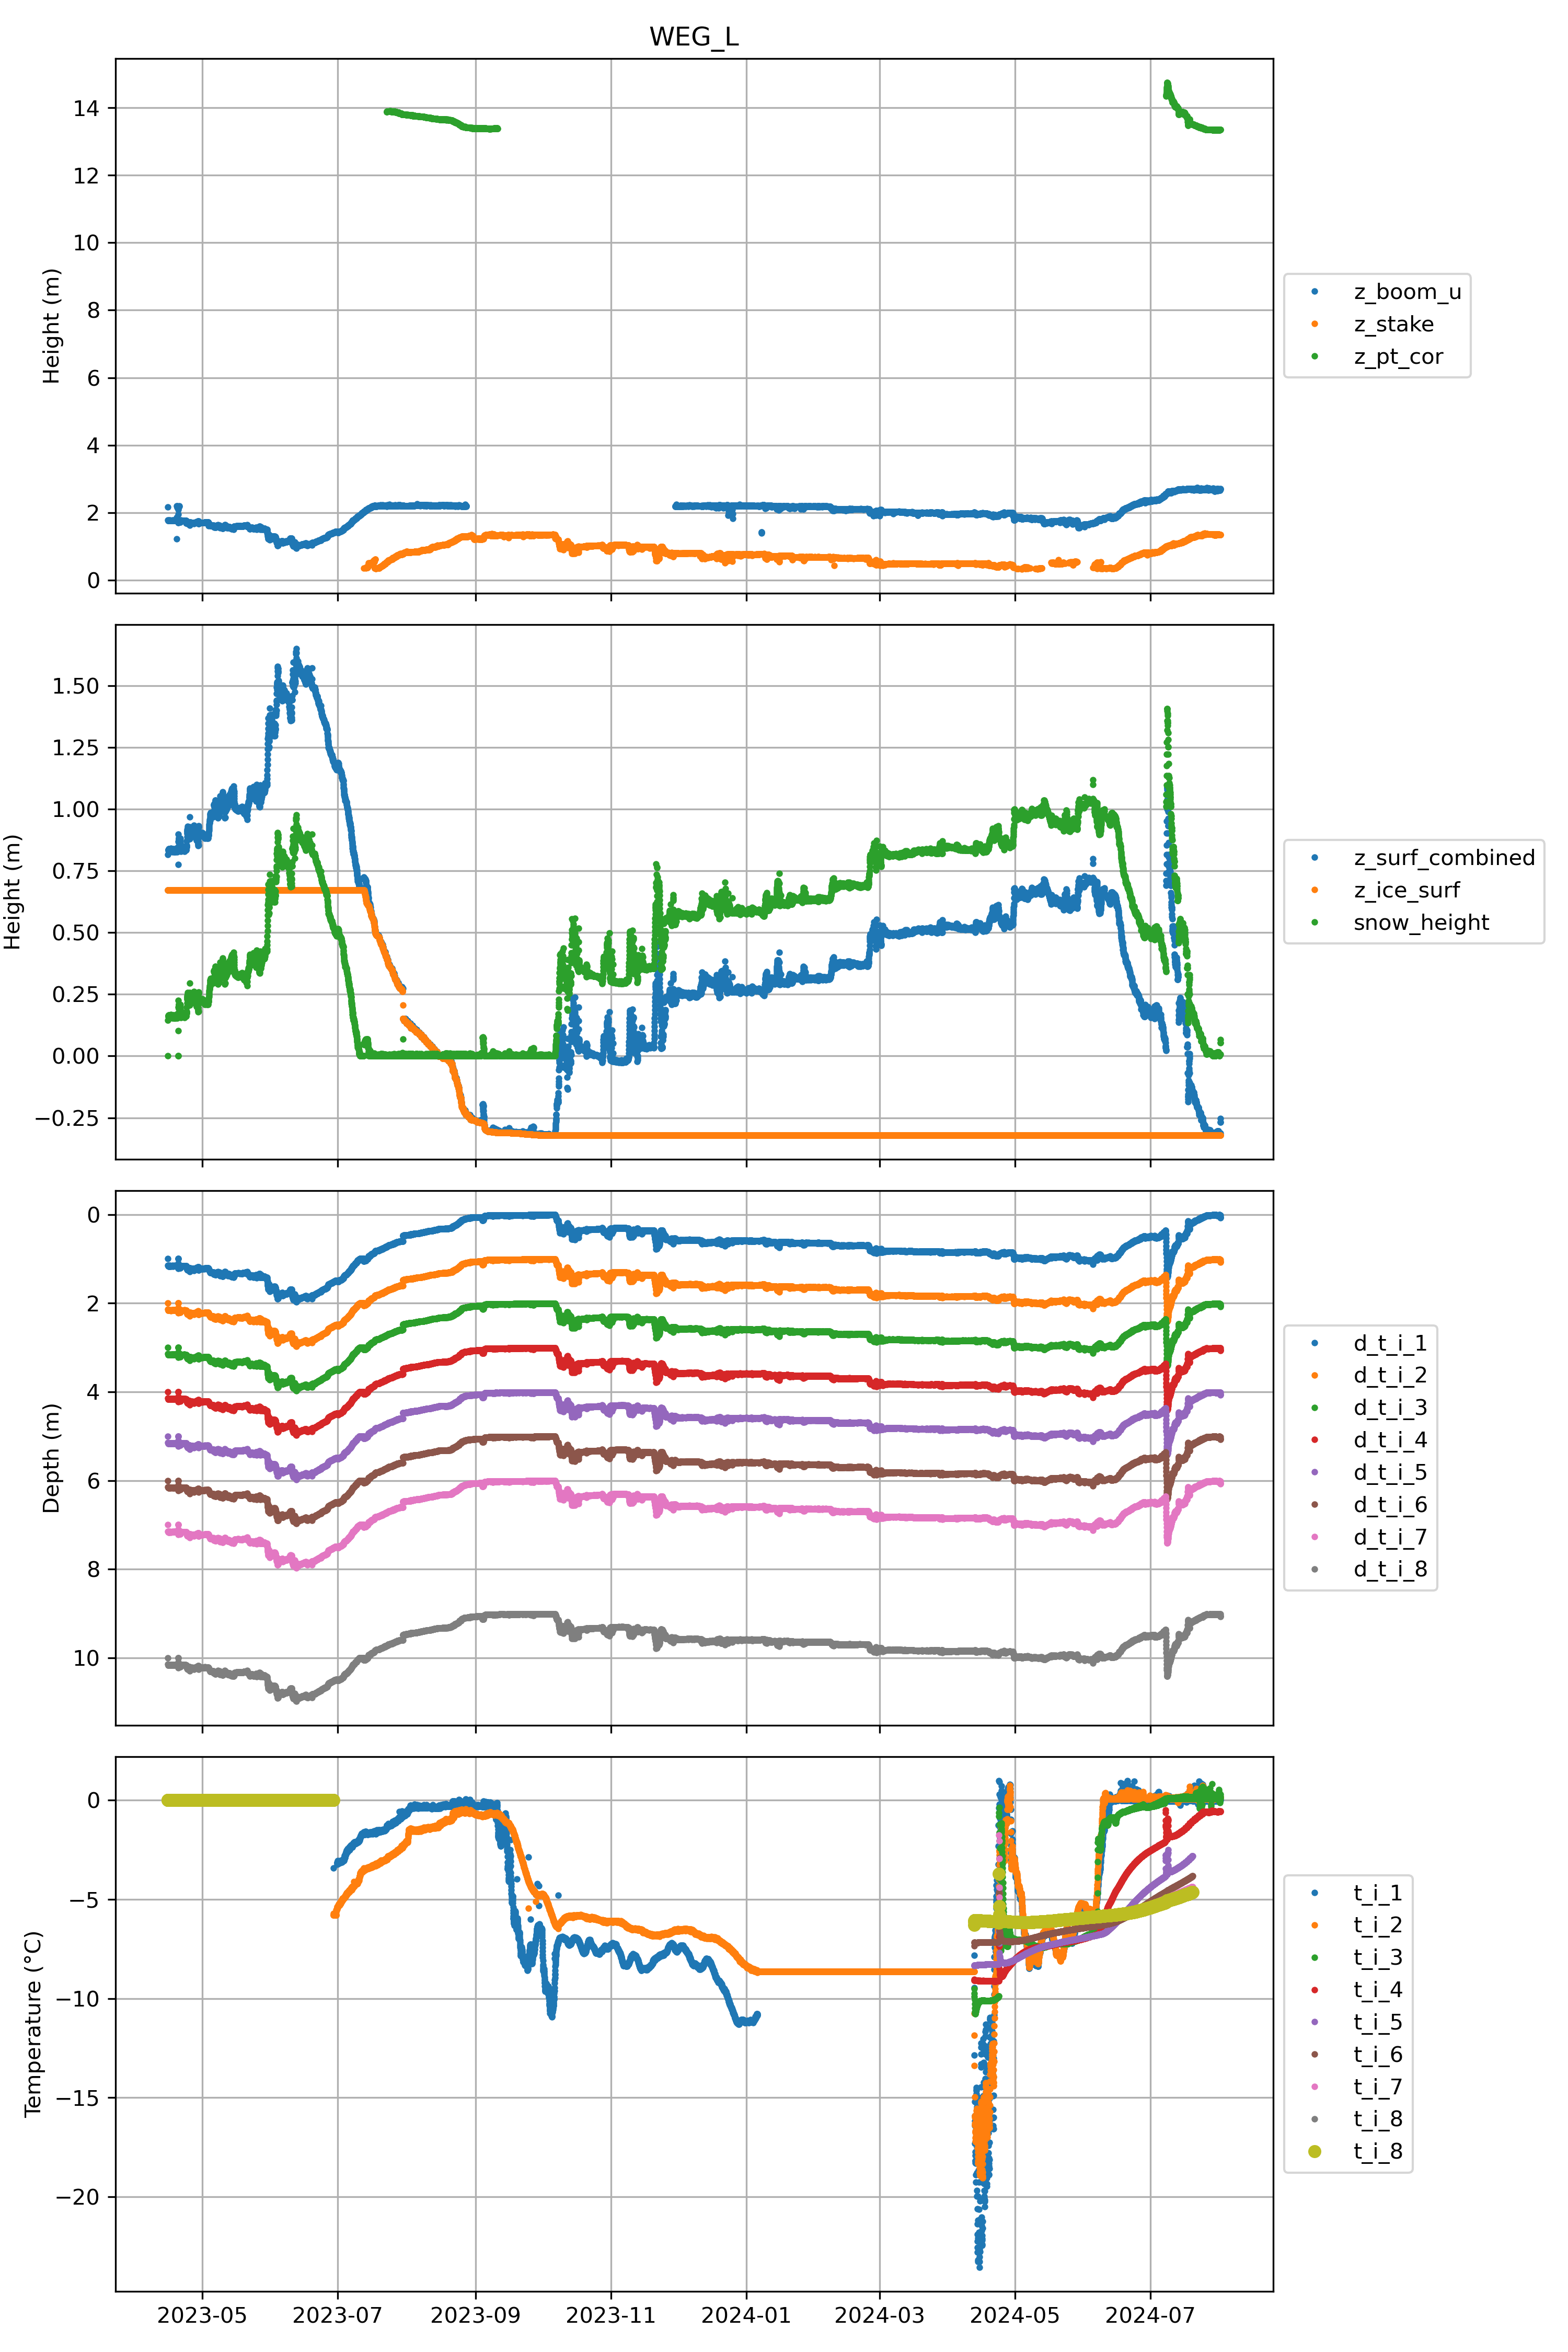 WEG_L
14
12
10
8
6
4
2
0
Height (m)
z_boom_u
z_stake
z_pt_cor
1.50
1.25
1.00
0.75
0.50
0.25
0.00
−0.25
Height (m)
z_surf_combined
z_ice_surf
snow_height
0
2
4
6
8
10
Depth (m)
d_t_i_1
d_t_i_2
d_t_i_3
d_t_i_4
d_t_i_5
d_t_i_6
d_t_i_7
d_t_i_8
0
−5
−10
−15
−20
Temperature (°C)
t_i_1
t_i_2
t_i_3
t_i_4
t_i_5
t_i_6
t_i_7
t_i_8
t_i_8
2023-05 2023-07 2023-09 2023-11 2024-01 2024-03 2024-05 2024-07